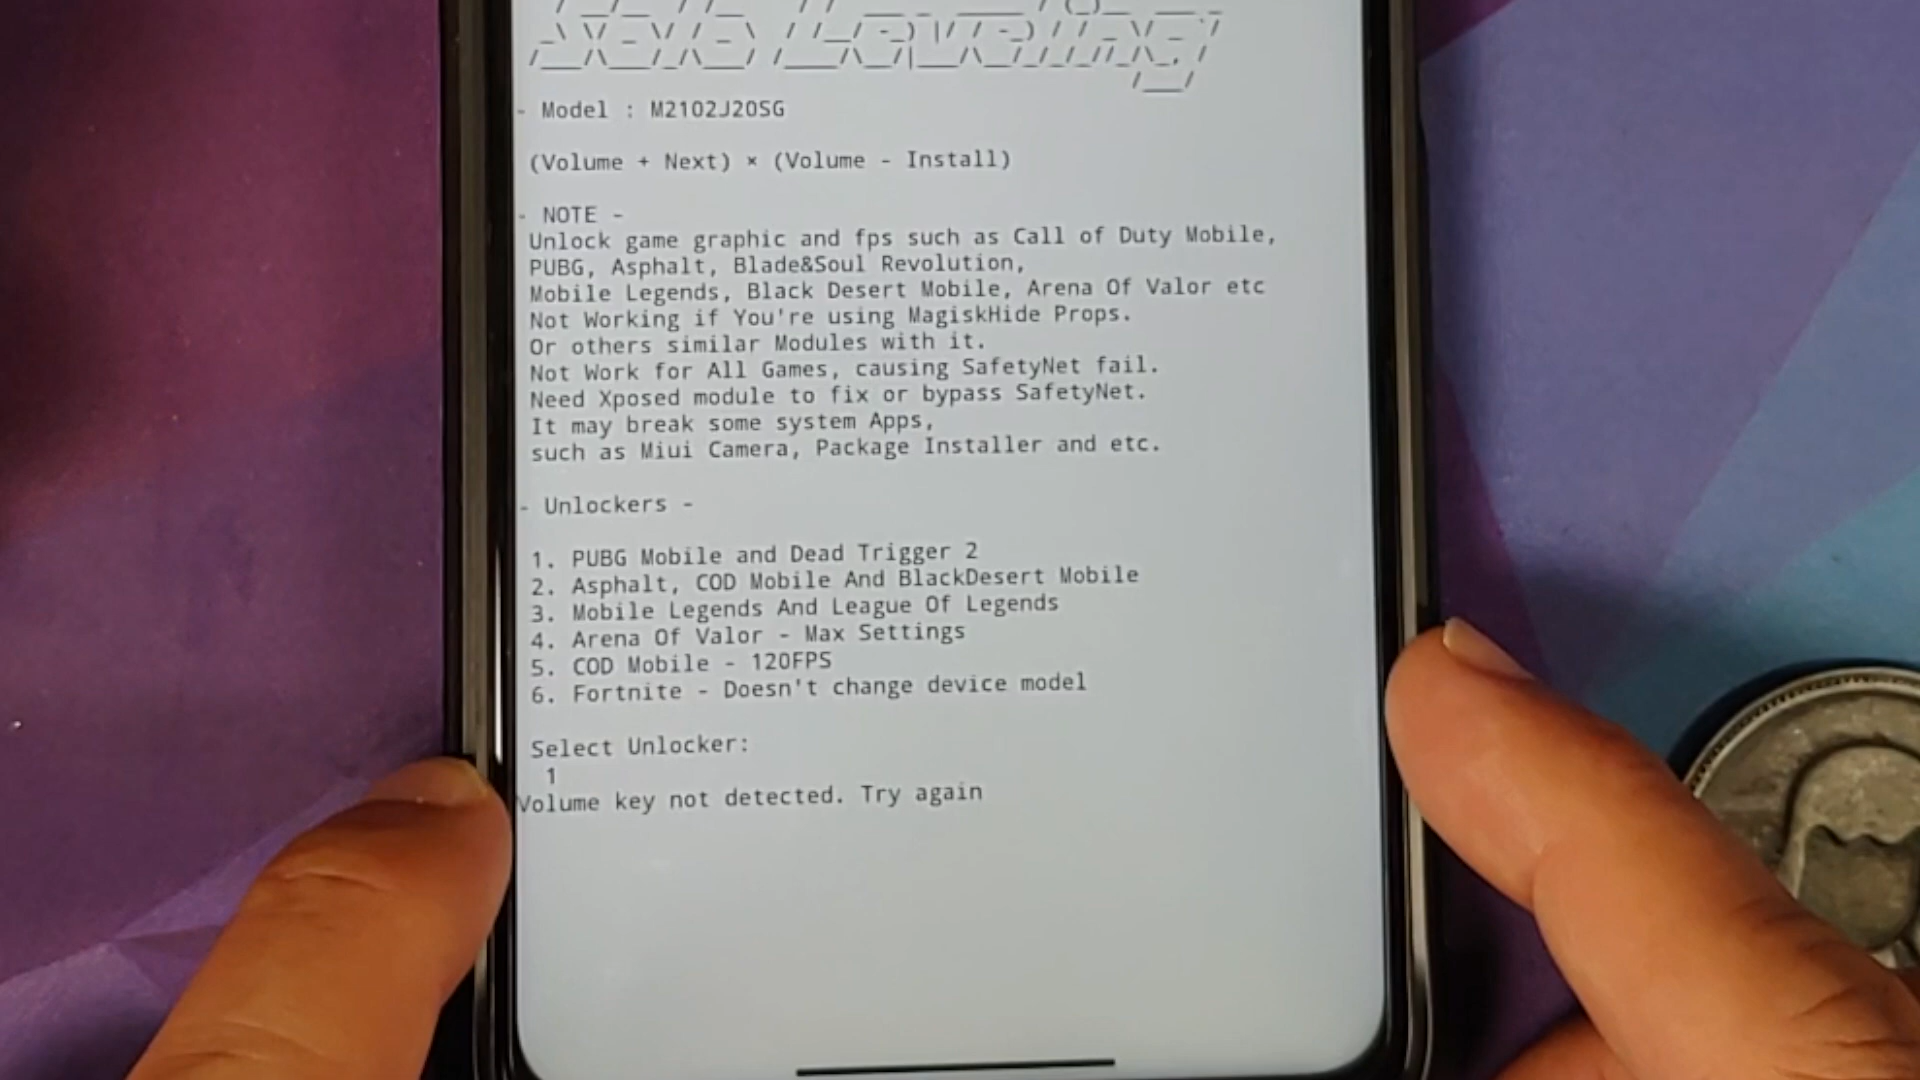 Solo Leveling
- Model : M2102J20SG
(Volume + Next) × (Volume - Install)
- NOTE -
Unlock game graphic and fps such as Call of Duty Mobile,
PUBG, Asphalt, Blade&Soul Revolution,
Mobile Legends, Black Desert Mobile, Arena Of Valor etc
Not Working if You're using MagiskHide Props.
Or others similar Modules with it.
Not Work for All Games, causing SafetyNet fail.
Need Xposed module to fix or bypass SafetyNet.
It may break some system Apps,
such as Miui Camera, Package Installer and etc.
- Unlockers -
1. PUBG Mobile and Dead Trigger 2
2. Asphalt, COD Mobile And BlackDesert Mobile
3. Mobile Legends And League Of Legends
4. Arena Of Valor - Max Settings
5. COD Mobile - 120FPS
6. Fortnite - Doesn't change device model
Select Unlocker:
1
Volume key not detected. Try again